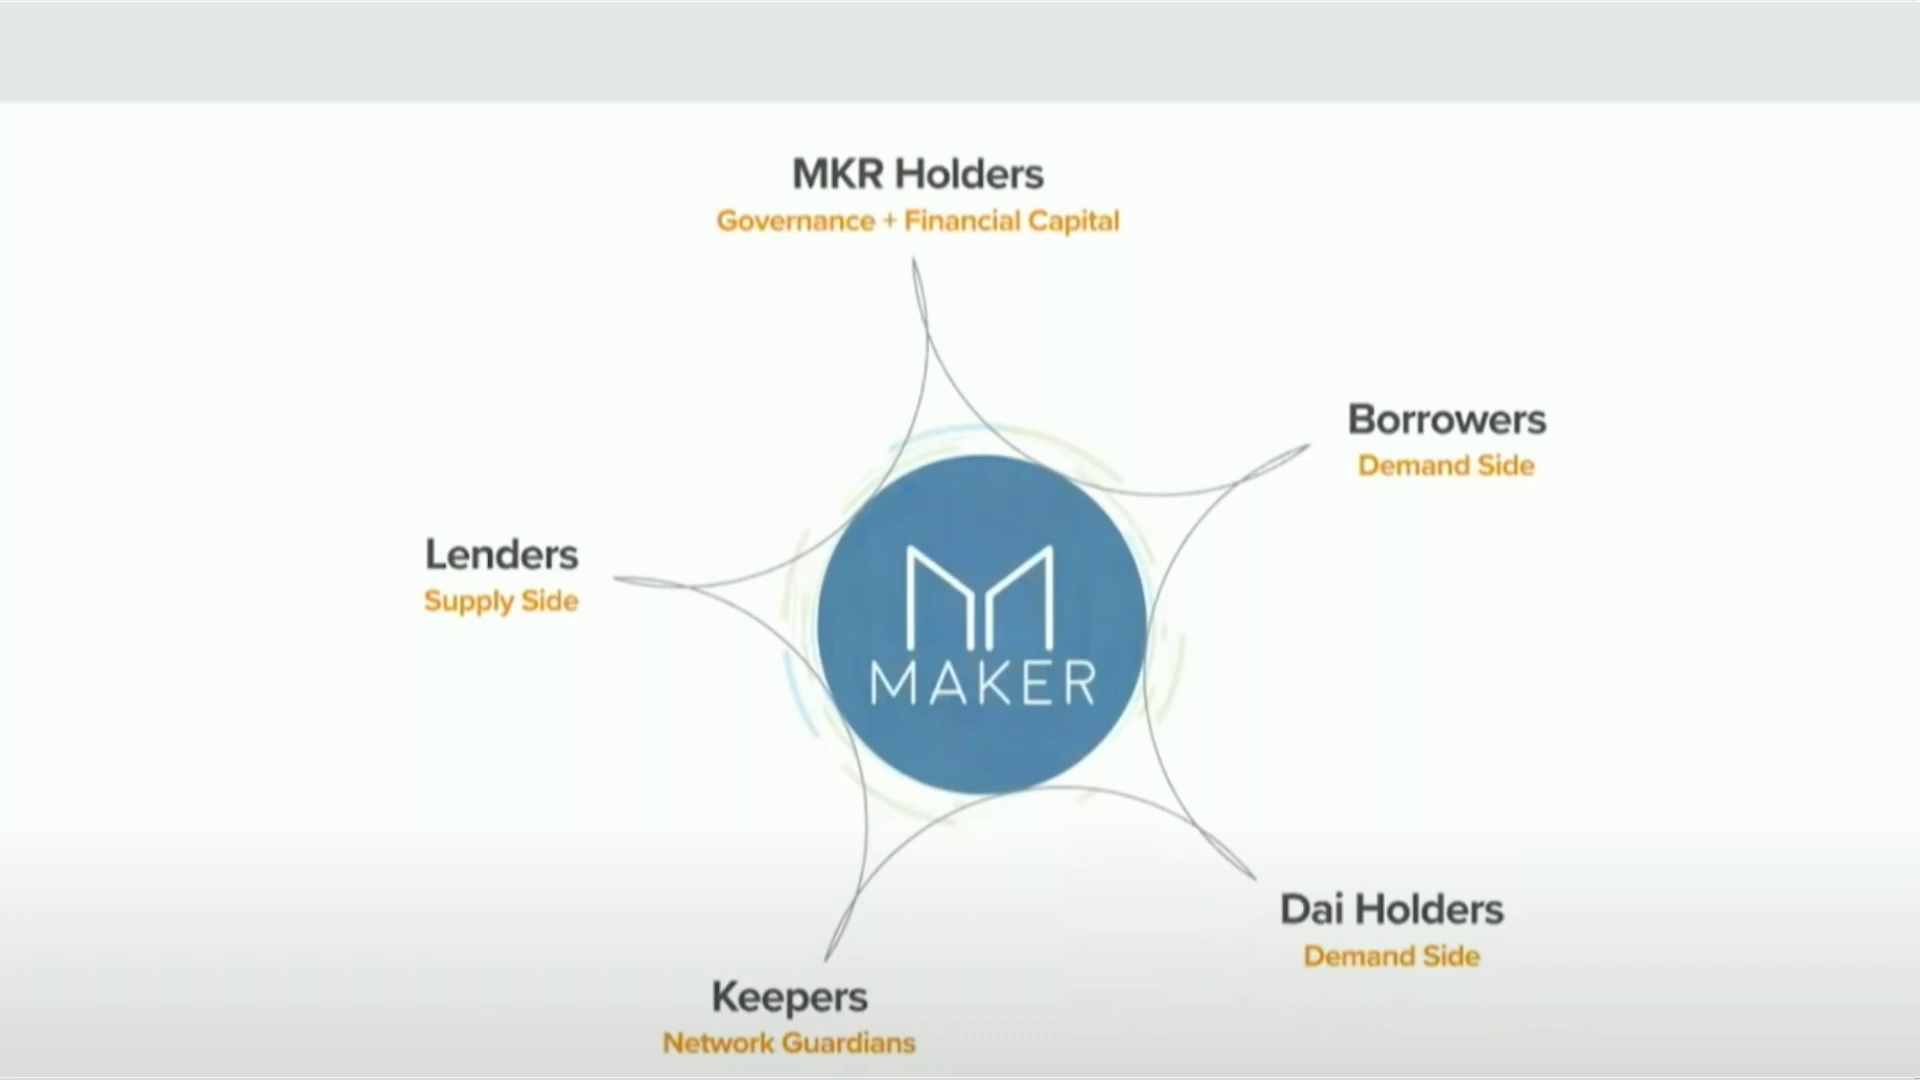 MKR Holders
Governance + Financial Capital
Borrowers
Demand Side
Lenders
Supply Side
MAKER
Dai Holders
Demand Side
Keepers
Network Guardians